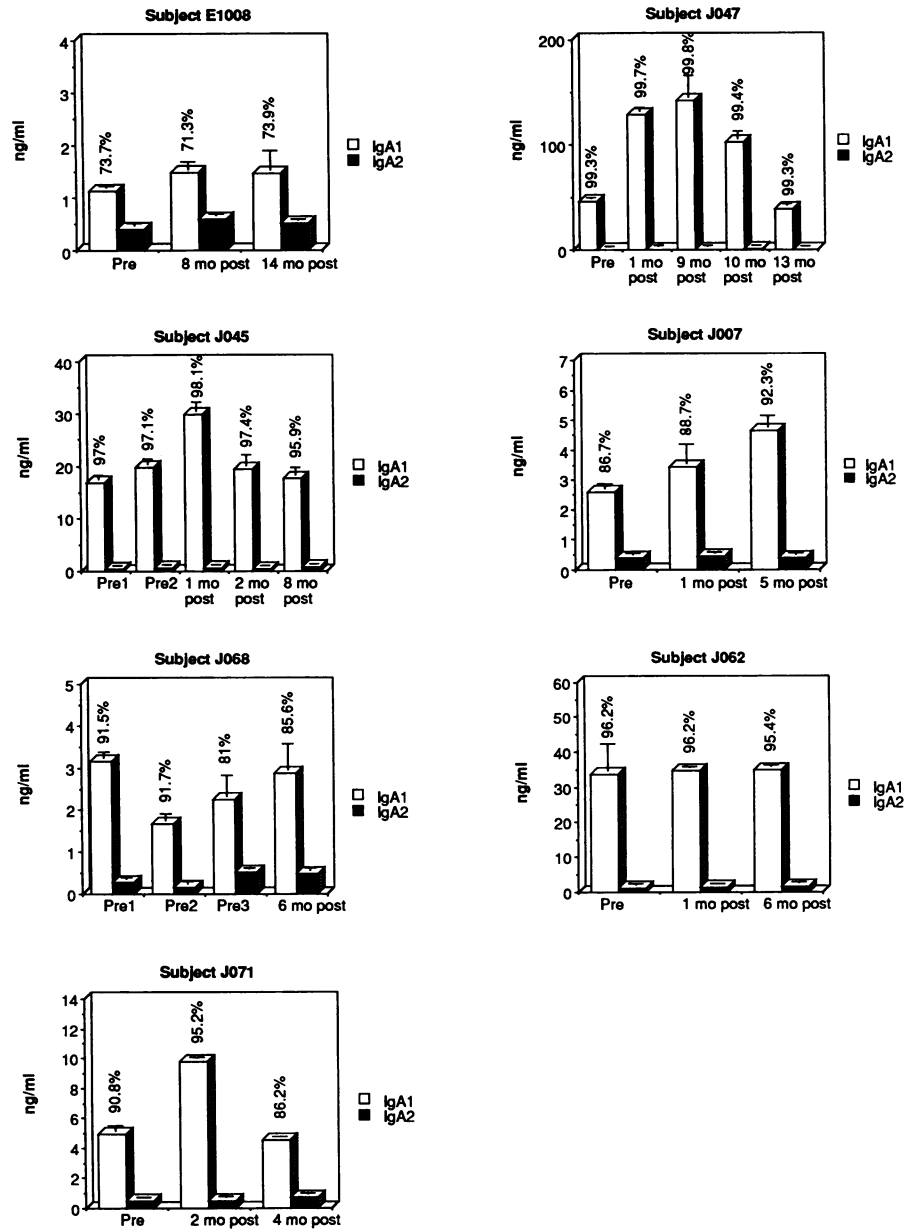 Subject E1008
4
3
2
1
0
ng/ml
73.7%
71.3%
73.9%
IgA1
IgA2
Pre
8 mo post
14 mo post
Subject J047
200
100
0
ng/ml
99.3%
99.7%
99.8%
99.4%
99.3%
IgA1
IgA2
Pre
1 mo
post
9 mo
post
10 mo
post
13 mo
post
Subject J045
40
30
20
10
0
ng/ml
97%
97.1%
98.1%
97.4%
95.9%
IgA1
IgA2
Pre1
Pre2
1 mo
post
2 mo
post
8 mo
post
Subject J007
7
6
5
4
3
2
1
0
ng/ml
86.7%
88.7%
92.3%
IgA1
IgA2
Pre
1 mo post
5 mo post
Subject J068
5
4
3
2
1
0
ng/ml
91.5%
91.7%
81%
85.6%
IgA1
IgA2
Pre1
Pre2
Pre3
6 mo post
Subject J062
60
50
40
30
20
10
0
ng/ml
96.2%
96.2%
95.4%
IgA1
IgA2
Pre
1 mo post
6 mo post
Subject J071
14
12
10
8
6
4
2
0
ng/ml
90.8%
95.2%
86.2%
IgA1
IgA2
Pre
2 mo post
4 mo post